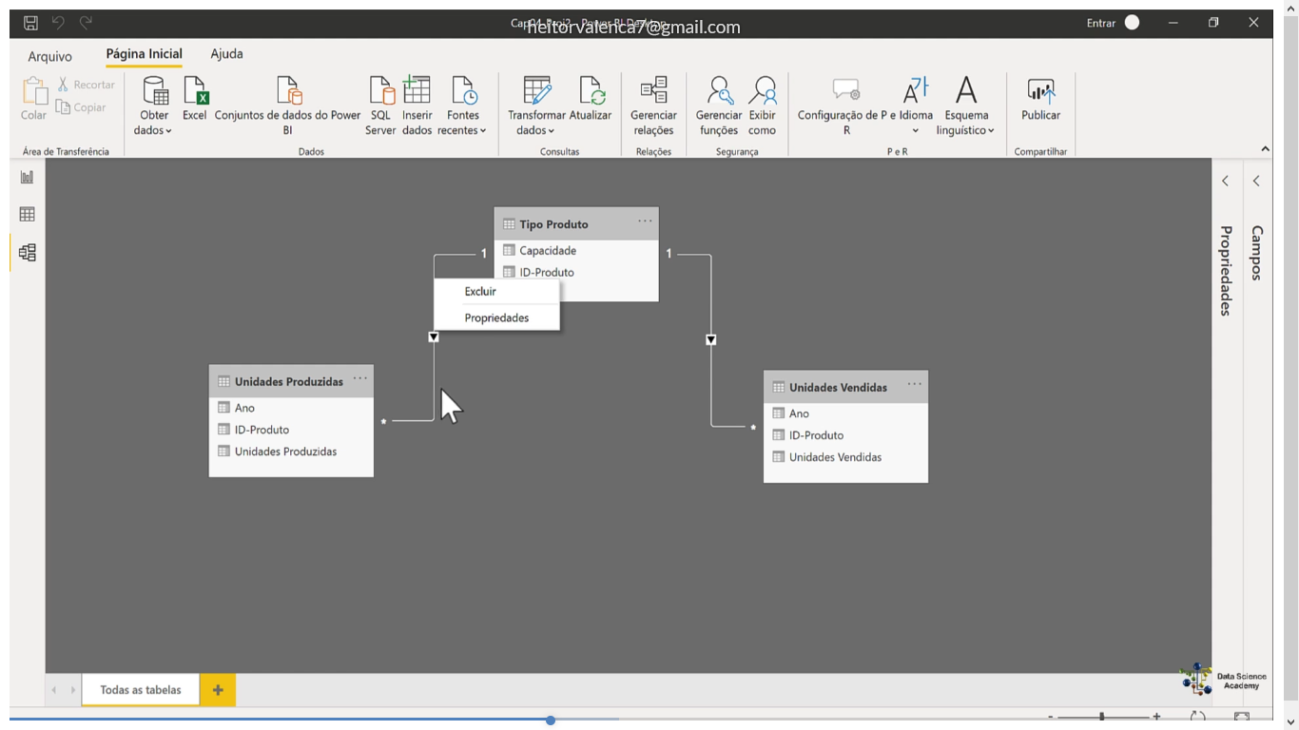 heitorvalenca7@gmail.com
Entrar
Arquivo Página Inicial Ajuda
Colar
Recortar
Copiar
Obter dados
Excel
Conjuntos de dados do Power BI
SQL Server
Inserir dados
Fontes recentes
Transformar dados
Atualizar
Gerenciar relações
Gerenciar funções
Exibir como
Configuração de P e R
Idioma
Esquema linguístico
Publicar
Área de Transferência Dados Consultas Relações Segurança P e R Compartilhar
Propriedades
Campos
Tipo Produto
Capacidade
ID-Produto
1
1
Excluir
Propriedades
Unidades Produzidas
Ano
ID-Produto
Unidades Produzidas
*
Unidades Vendidas
Ano
ID-Produto
Unidades Vendidas
*
Todas as tabelas
Data Science
Academy